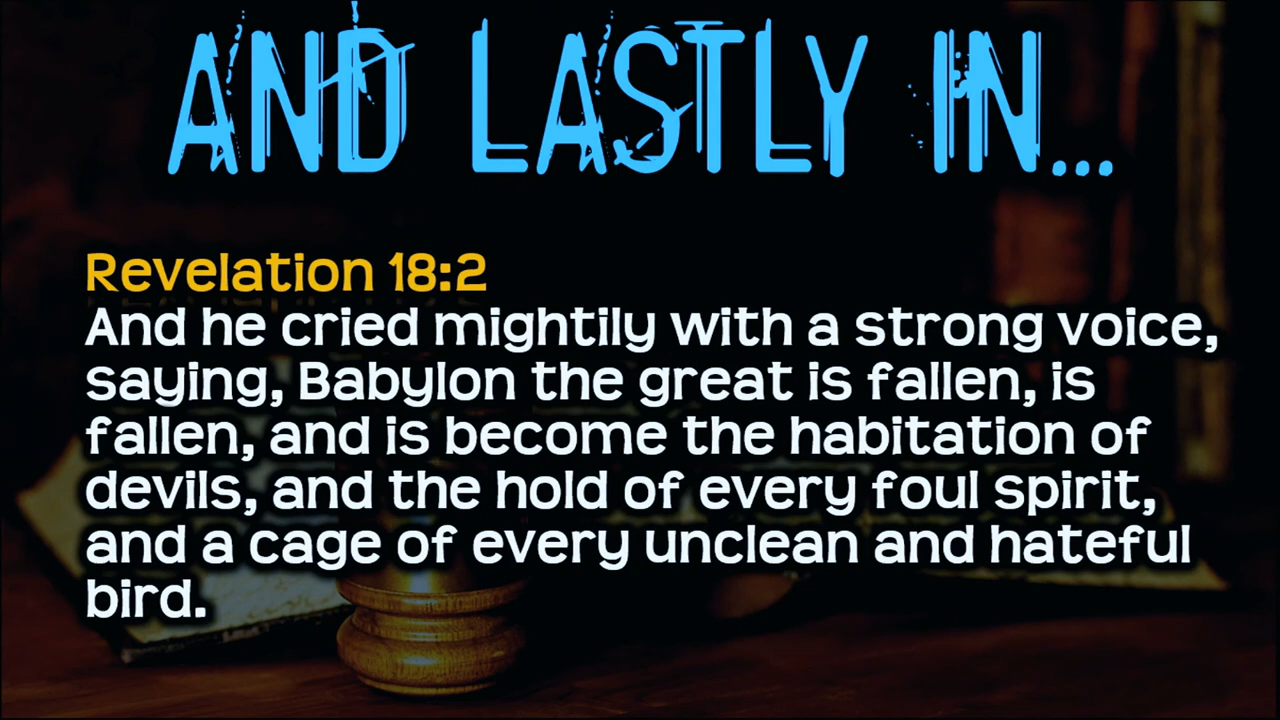 AND LASTLY IN...
Revelation 18:2
And he cried mightily with a strong voice,
saying, Babylon the great is fallen, is
fallen, and is become the habitation of
devils, and the hold of every foul spirit,
and a cage of every unclean and hateful
bird.